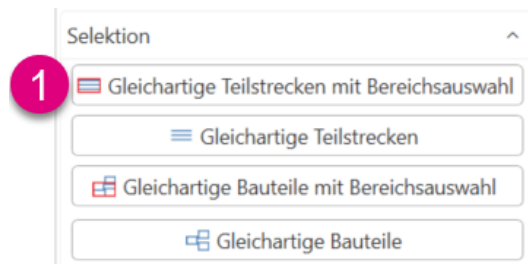 Selektion
1
Gleichartige Teilstrecken mit Bereichsauswahl
Gleichartige Teilstrecken
Gleichartige Bauteile mit Bereichsauswahl
Gleichartige Bauteile